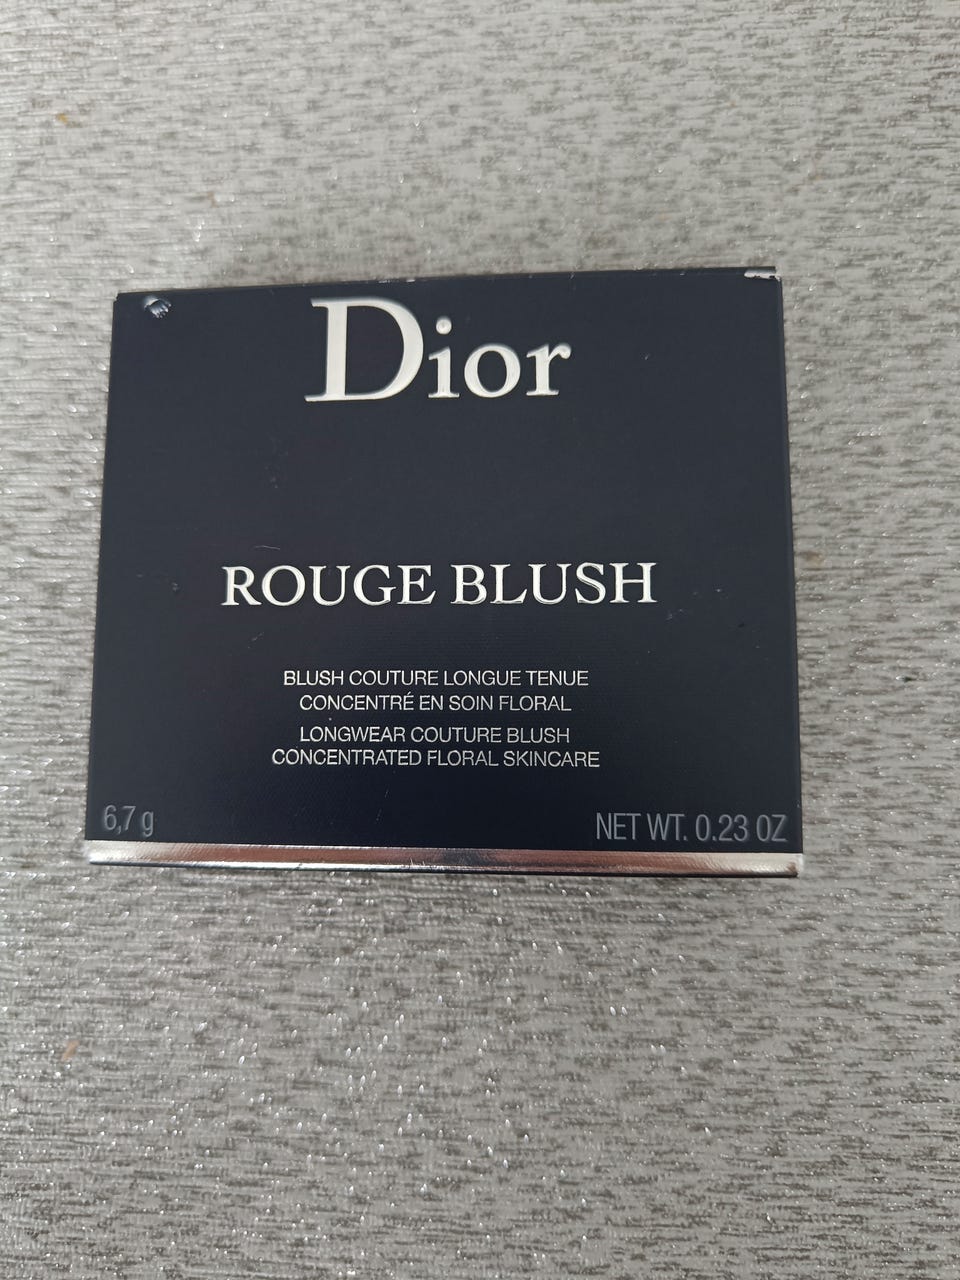 Dior
ROUGE BLUSH
BLUSH COUTURE LONGUE TENUE
CONCENTRÉ EN SOIN FLORAL
LONGWEAR COUTURE BLUSH
CONCENTRATED FLORAL SKINCARE
6,7 g NET WT. 0.23 OZ